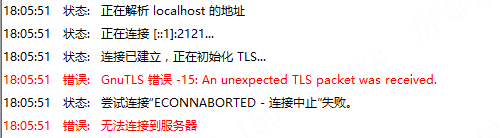 18:05:51 状态: 正在解析 localhost 的地址
18:05:51 状态: 正在连接 [::1]:2121...
18:05:51 状态: 连接已建立，正在初始化 TLS...
18:05:51 错误: GnuTLS 错误 -15: An unexpected TLS packet was received.
18:05:51 状态: 尝试连接“ECONNABORTED - 连接中止”失败。
18:05:51 错误: 无法连接到服务器